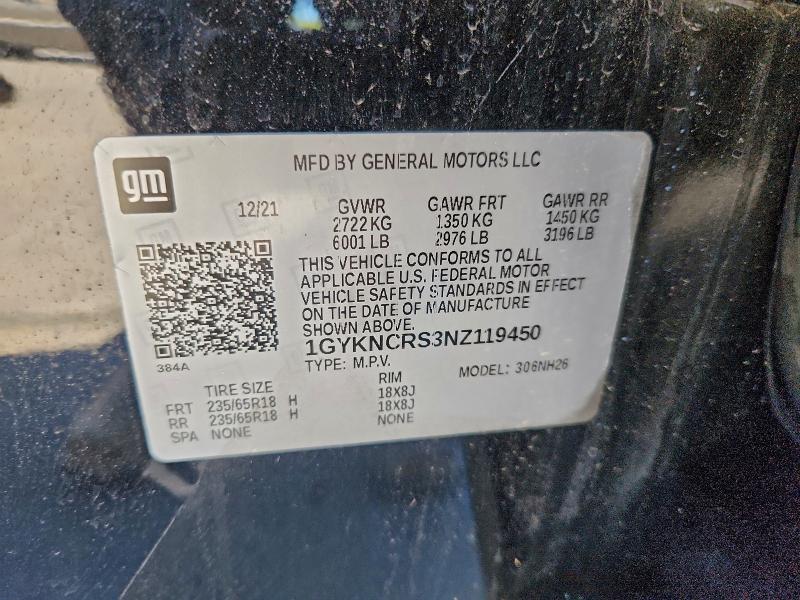 MFD BY GENERAL MOTORS LLC
gm
12/21 GVWR GAWR FRT GAWR RR
2722 KG 1350 KG 1450 KG
6001 LB 2976 LB 3196 LB
THIS VEHICLE CONFORMS TO ALL
APPLICABLE U.S. FEDERAL MOTOR
VEHICLE SAFETY STANDARDS IN EFFECT
ON THE DATE OF MANUFACTURE
SHOWN ABOVE.
1GYKNCRS3NZ119450
384A
TYPE: M.P.V. MODEL: 306NH26
TIRE SIZE RIM
FRT 235/65R18 H 18X8J
RR 235/65R18 H 18X8J
SPA NONE NONE